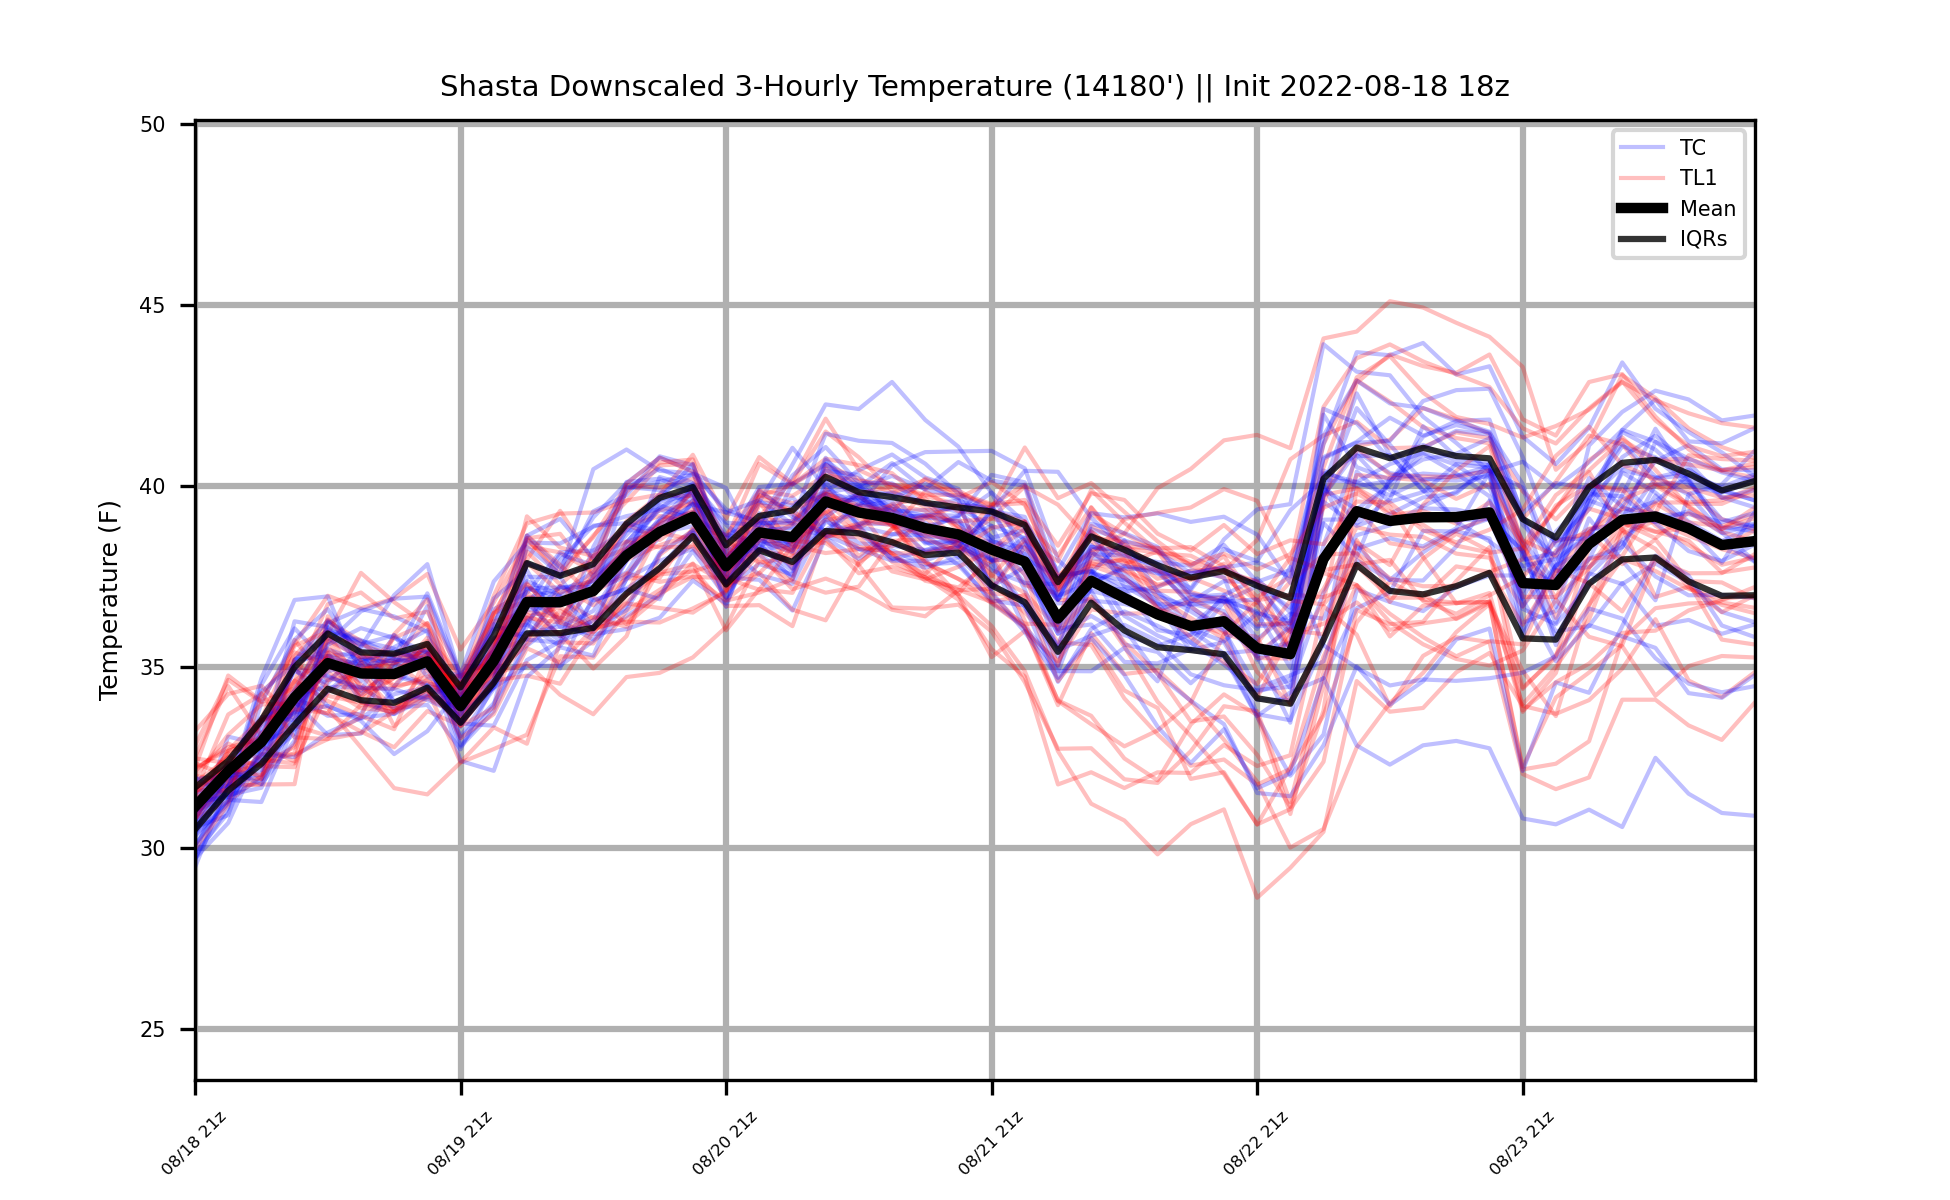 Shasta Downscaled 3-Hourly Temperature (14180') || Init 2022-08-18 18z
TC
TL1
Mean
IQRs
Temperature (F)
50
45
40
35
30
25
08/18 21z
08/19 21z
08/20 21z
08/21 21z
08/22 21z
08/23 21z